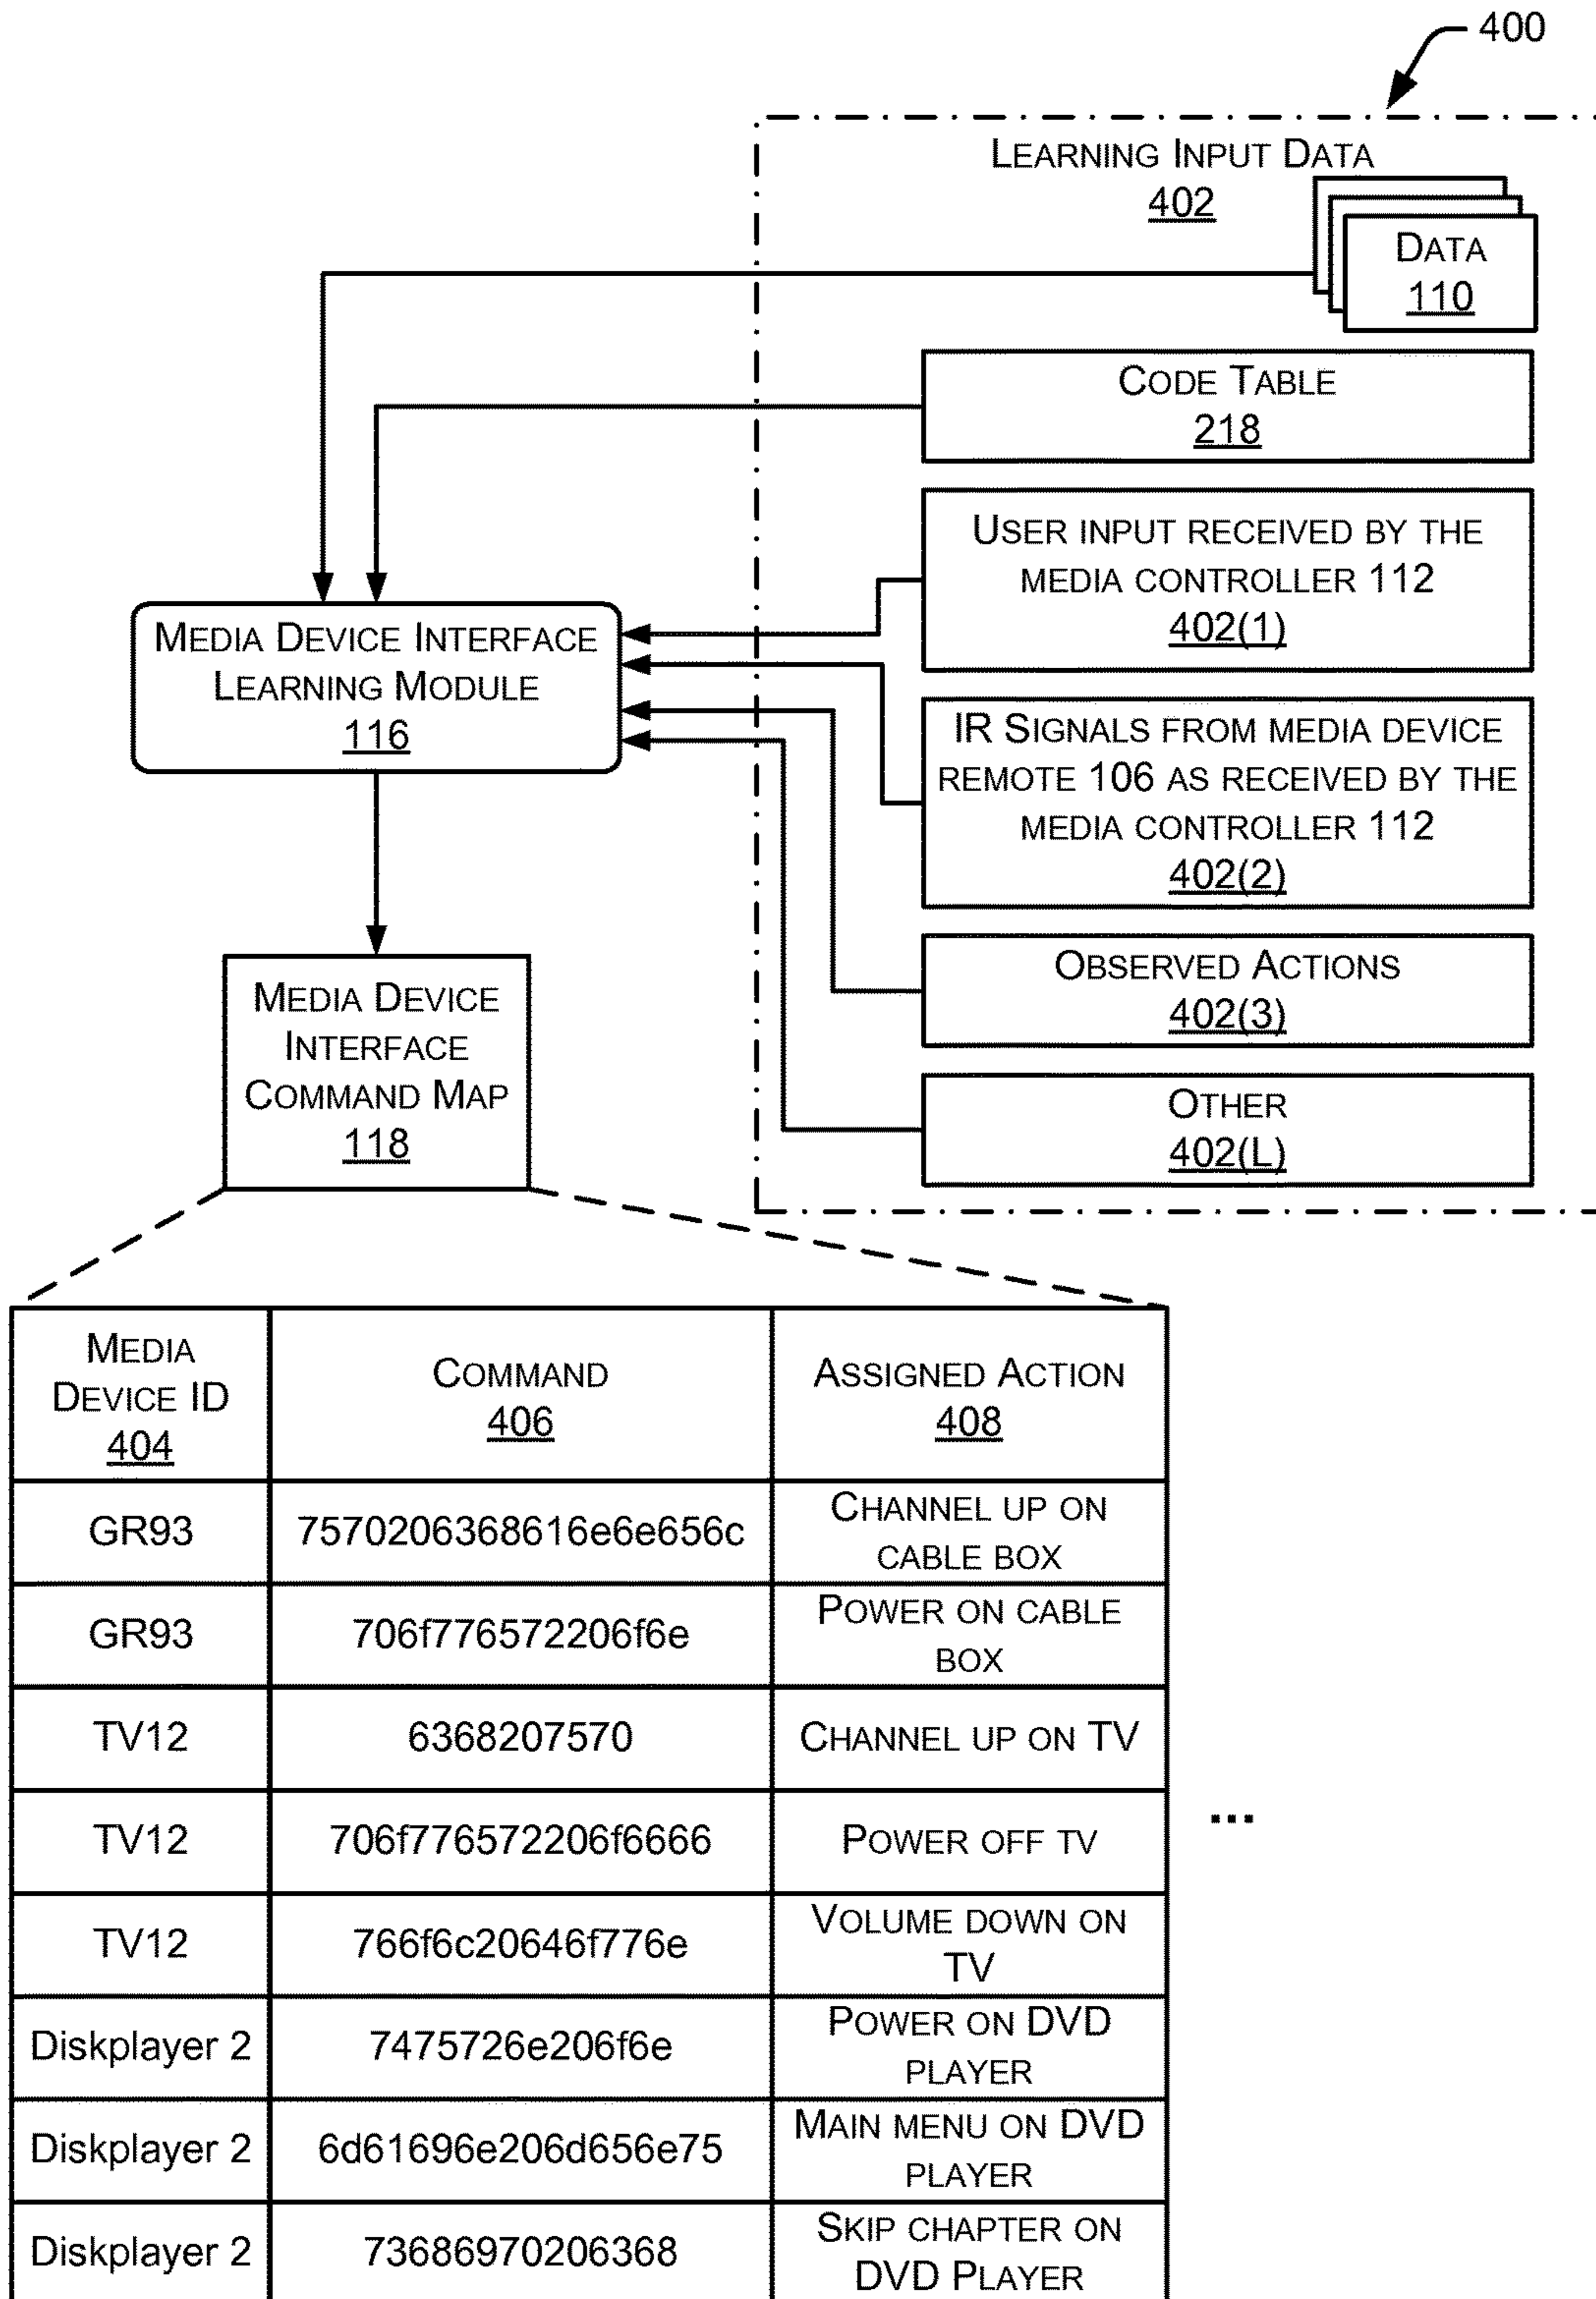 400
LEARNING INPUT DATA
402
DATA
110
CODE TABLE
218
USER INPUT RECEIVED BY THE
MEDIA CONTROLLER 112
402(1)
MEDIA DEVICE INTERFACE
LEARNING MODULE
116
IR SIGNALS FROM MEDIA DEVICE
REMOTE 106 AS RECEIVED BY THE
MEDIA CONTROLLER 112
402(2)
OBSERVED ACTIONS
402(3)
OTHER
402(L)
MEDIA DEVICE
INTERFACE
COMMAND MAP
118
MEDIA
DEVICE ID
404
COMMAND
406
ASSIGNED ACTION
408
GR93
7570206368616e6e656c
CHANNEL UP ON
CABLE BOX
GR93
706f776572206f6e
POWER ON CABLE
BOX
TV12
6368207570
CHANNEL UP ON TV
TV12
706f776572206f6666
POWER OFF TV
TV12
766f6c20646f776e
VOLUME DOWN ON
TV
Diskplayer 2
7475726e206f6e
POWER ON DVD
PLAYER
Diskplayer 2
6d61696e206d656e75
MAIN MENU ON DVD
PLAYER
Diskplayer 2
73686970206368
SKIP CHAPTER ON
DVD PLAYER
...